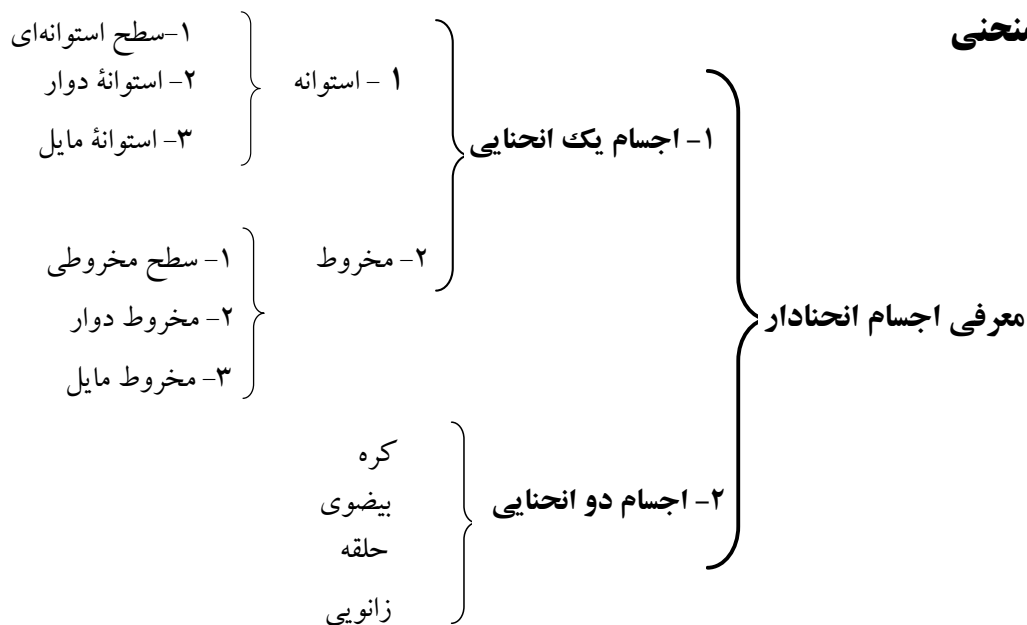 منحنی
معرفی اجسام انحنادار
۱- اجسام یک انحنایی
۱ - استوانه
۱-سطح استوانه‌ای
۲- استوانهٔ دوار
۳- استوانهٔ مایل
۲- مخروط
۱- سطح مخروطی
۲- مخروط دوار
۳- مخروط مایل
۲- اجسام دو انحنایی
کره
بیضوی
حلقه
زانویی